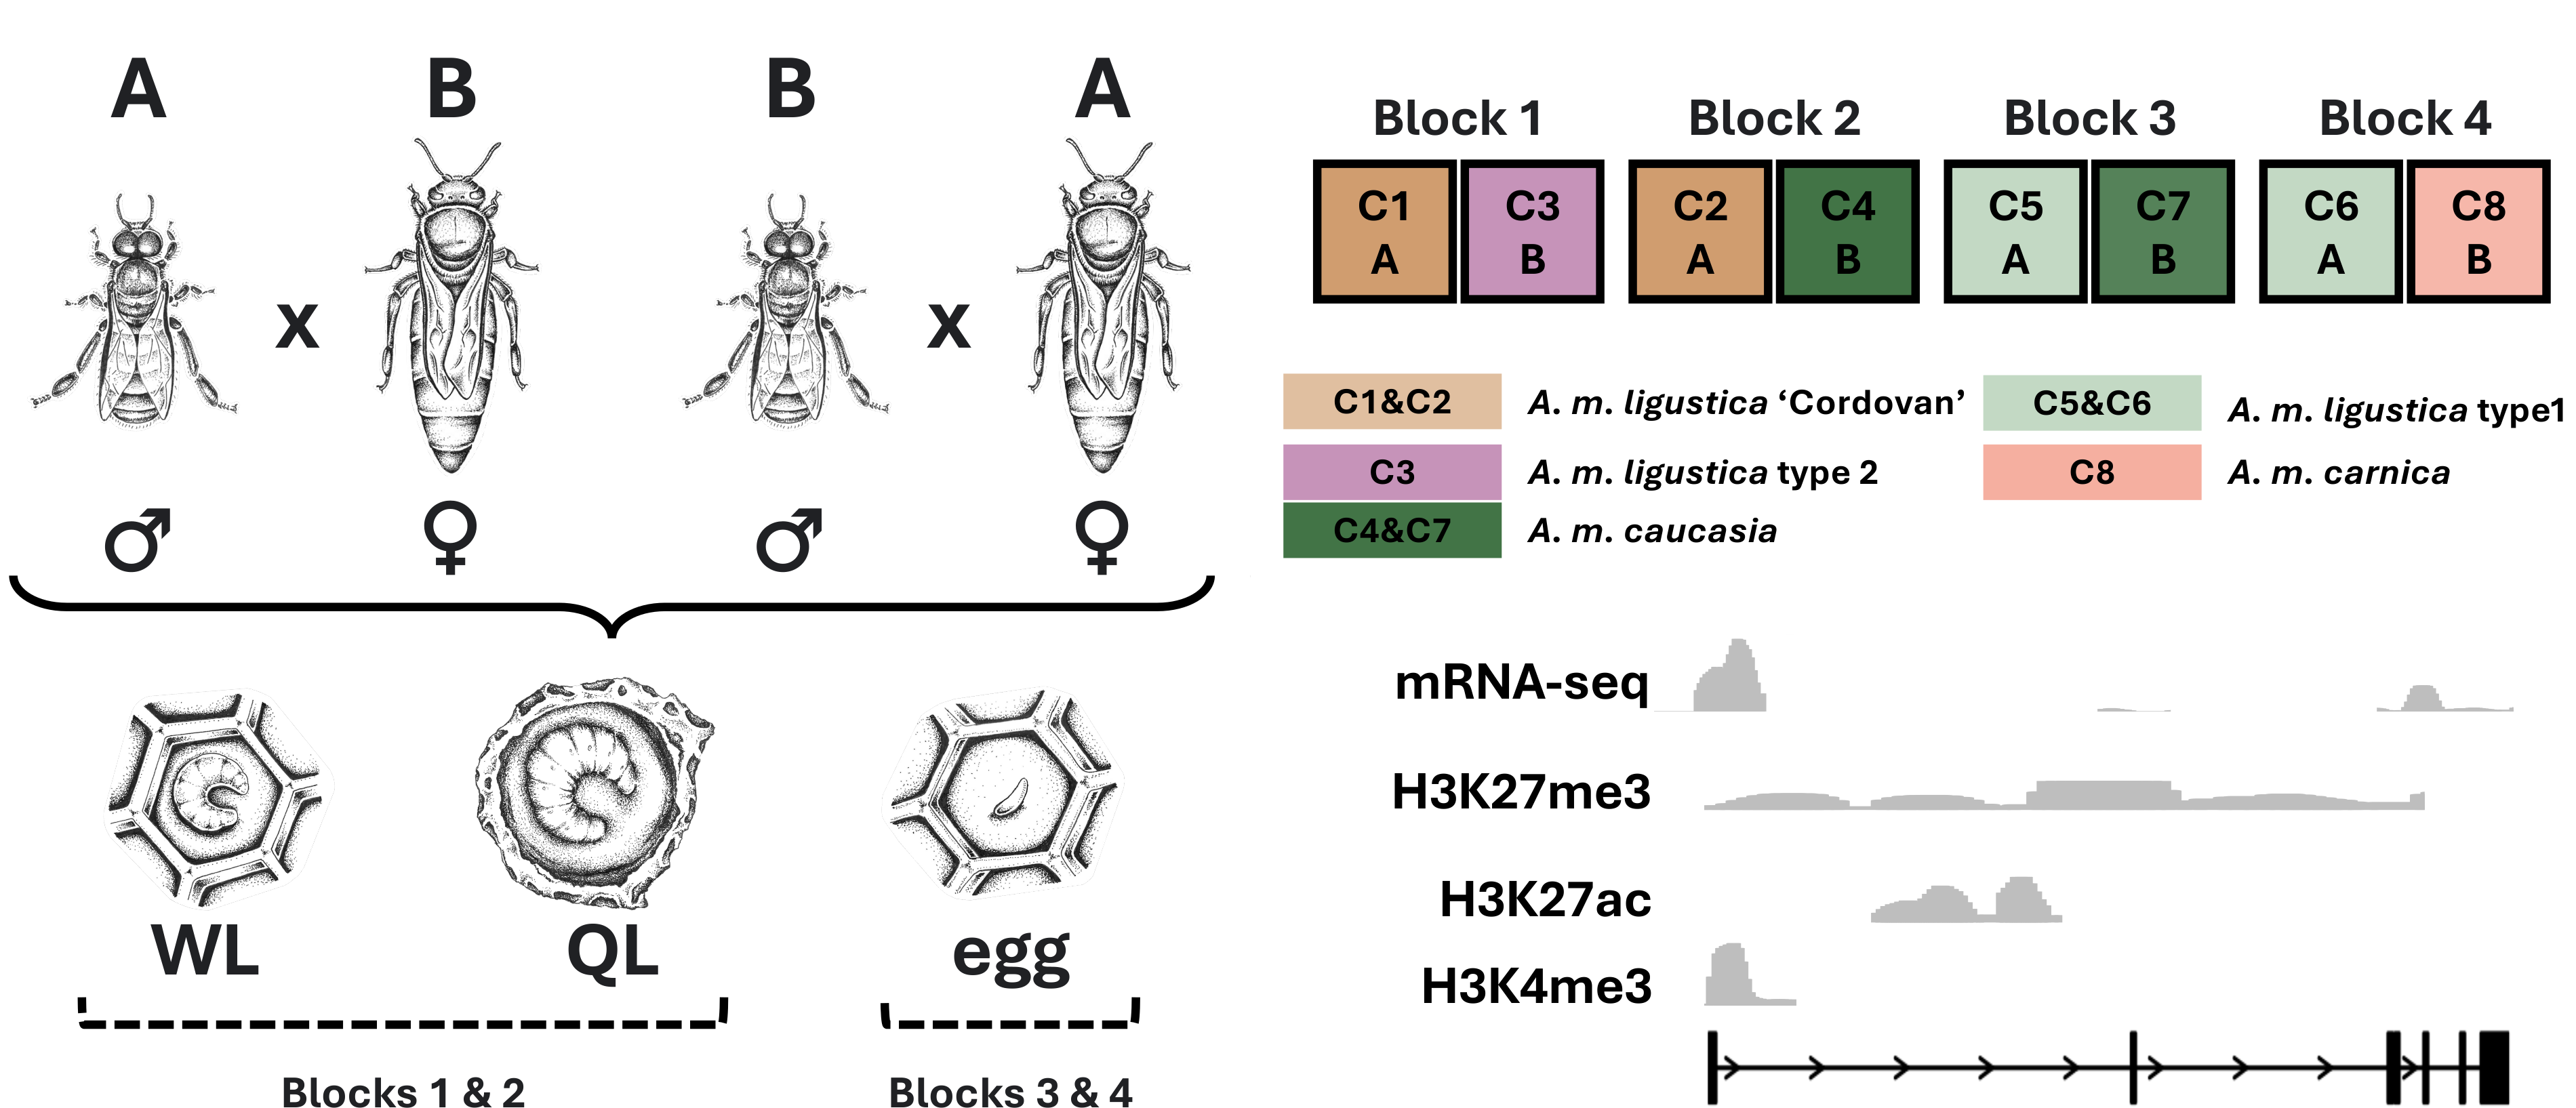 A B B A
x x
♂ ♀ ♂ ♀
WL QL egg
Blocks 1 & 2 Blocks 3 & 4
Block 1 Block 2 Block 3 Block 4
C1 C3 C2 C4 C5 C7 C6 C8
A B A B A B A B
C1&C2 A. m. ligustica ‘Cordovan’ C5&C6 A. m. ligustica type1
C3 A. m. ligustica type 2 C8 A. m. carnica
C4&C7 A. m. caucasia
mRNA-seq
H3K27me3
H3K27ac
H3K4me3